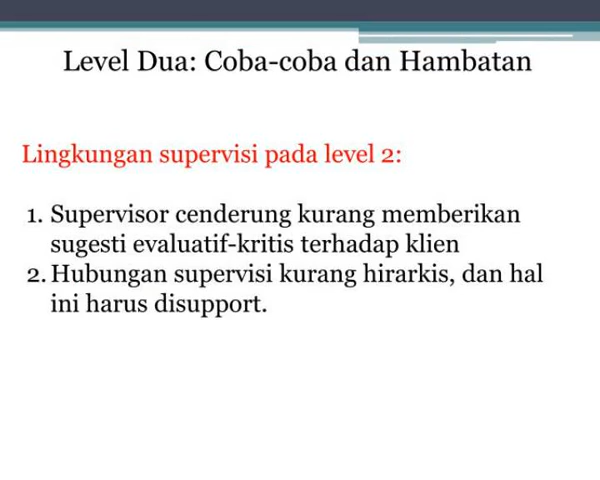 Level Dua: Coba-coba dan Hambatan
Lingkungan supervisi pada level 2:
1. Supervisor cenderung kurang memberikan
sugesti evaluatif-kritis terhadap klien
2. Hubungan supervisi kurang hirarkis, dan hal
ini harus disupport.